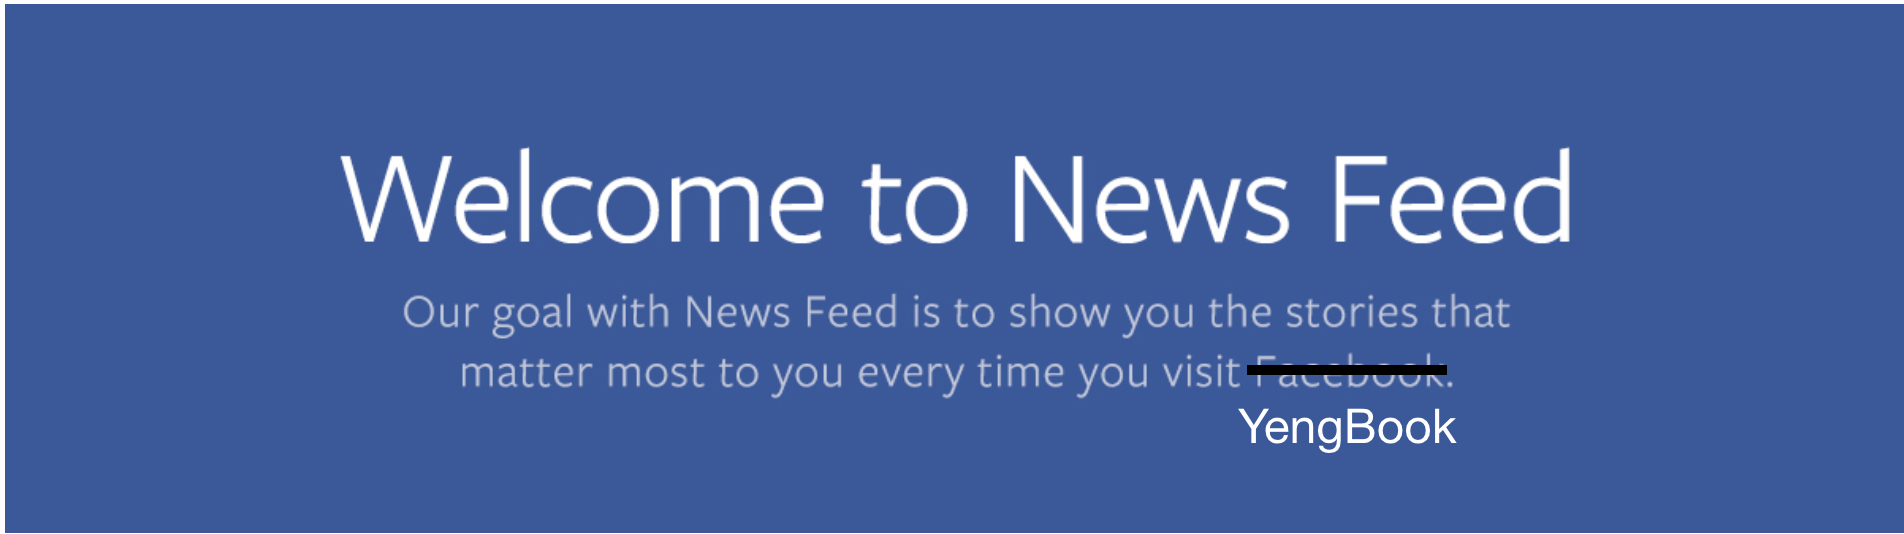 Welcome to News Feed
Our goal with News Feed is to show you the stories that
matter most to you every time you visit Facebook.
YengBook